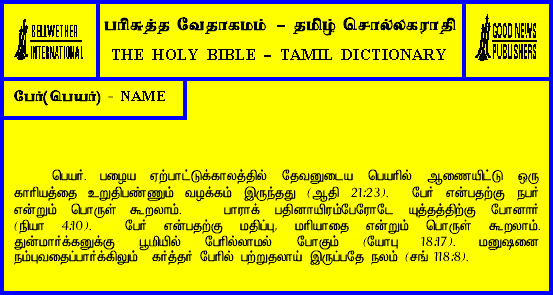 BELLWETHER
INTERNATIONAL
பரிசுத்த வேதாகமம் – தமிழ் சொல்லகராதி
THE HOLY BIBLE – TAMIL DICTIONARY
GOOD NEWS
PUBLISHERS
பேர்(பெயர்) - NAME
பெயர். பழைய ஏற்பாட்டுக்காலத்தில் தேவனுடைய பெயரில் ஆணையிட்டு ஒரு
காரியத்தை உறுதிபண்ணும் வழக்கம் இருந்தது (ஆதி 21:23). பேர் என்பதற்கு நபர்
என்றும் பொருள் கூறலாம். பாராக் பதினாயிரம்பேரோடே யுத்தத்திற்கு போனார்
(நியா 4:10). பேர் என்பதற்கு மதிப்பு, மரியாதை என்றும் பொருள் கூறலாம்.
துன்மார்க்கனுக்கு பூமியில் பேரில்லாமல் போகும் (யோபு 18:17). மனுஷனை
நம்புவதைப்பார்க்கிலும் கர்த்தர் பேரில் பற்றுதலாய் இருப்பதே நலம் (சங் 118:8).